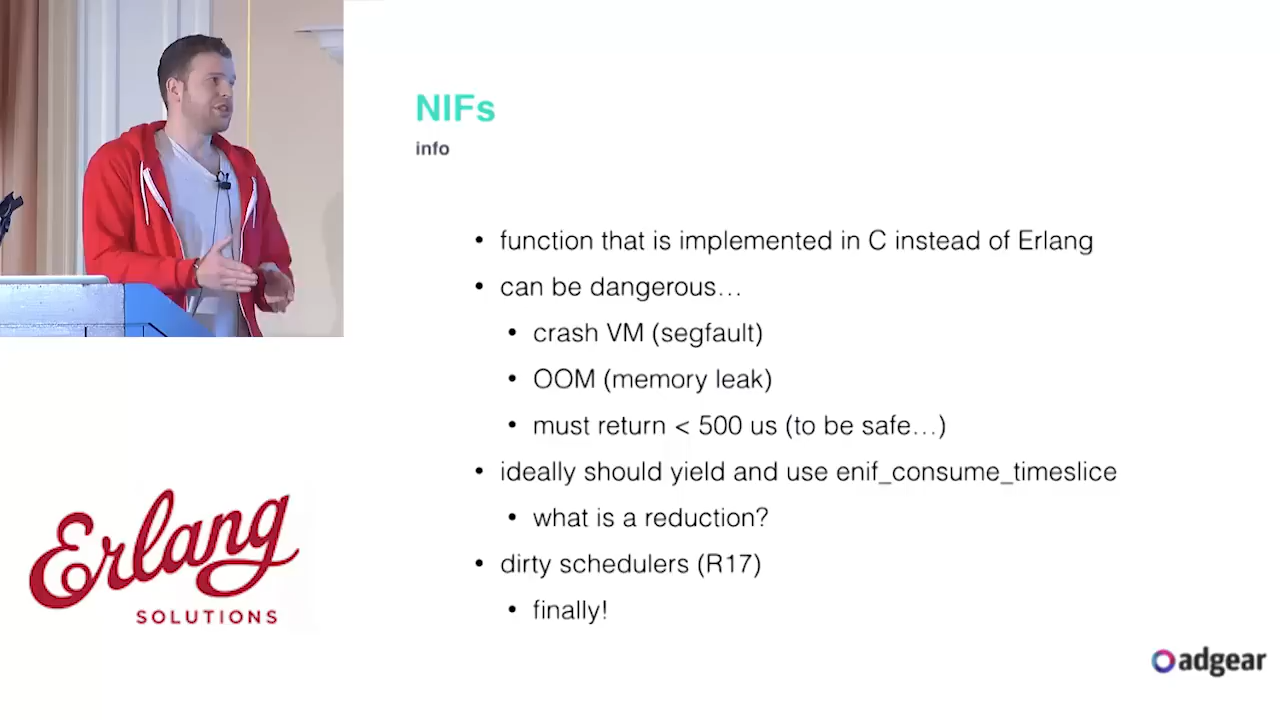 NIFs
info
• function that is implemented in C instead of Erlang
• can be dangerous…
• crash VM (segfault)
• OOM (memory leak)
• must return < 500 us (to be safe…)
• ideally should yield and use enif_consume_timeslice
• what is a reduction?
• dirty schedulers (R17)
• finally!
Erlang
SOLUTIONS
adgear